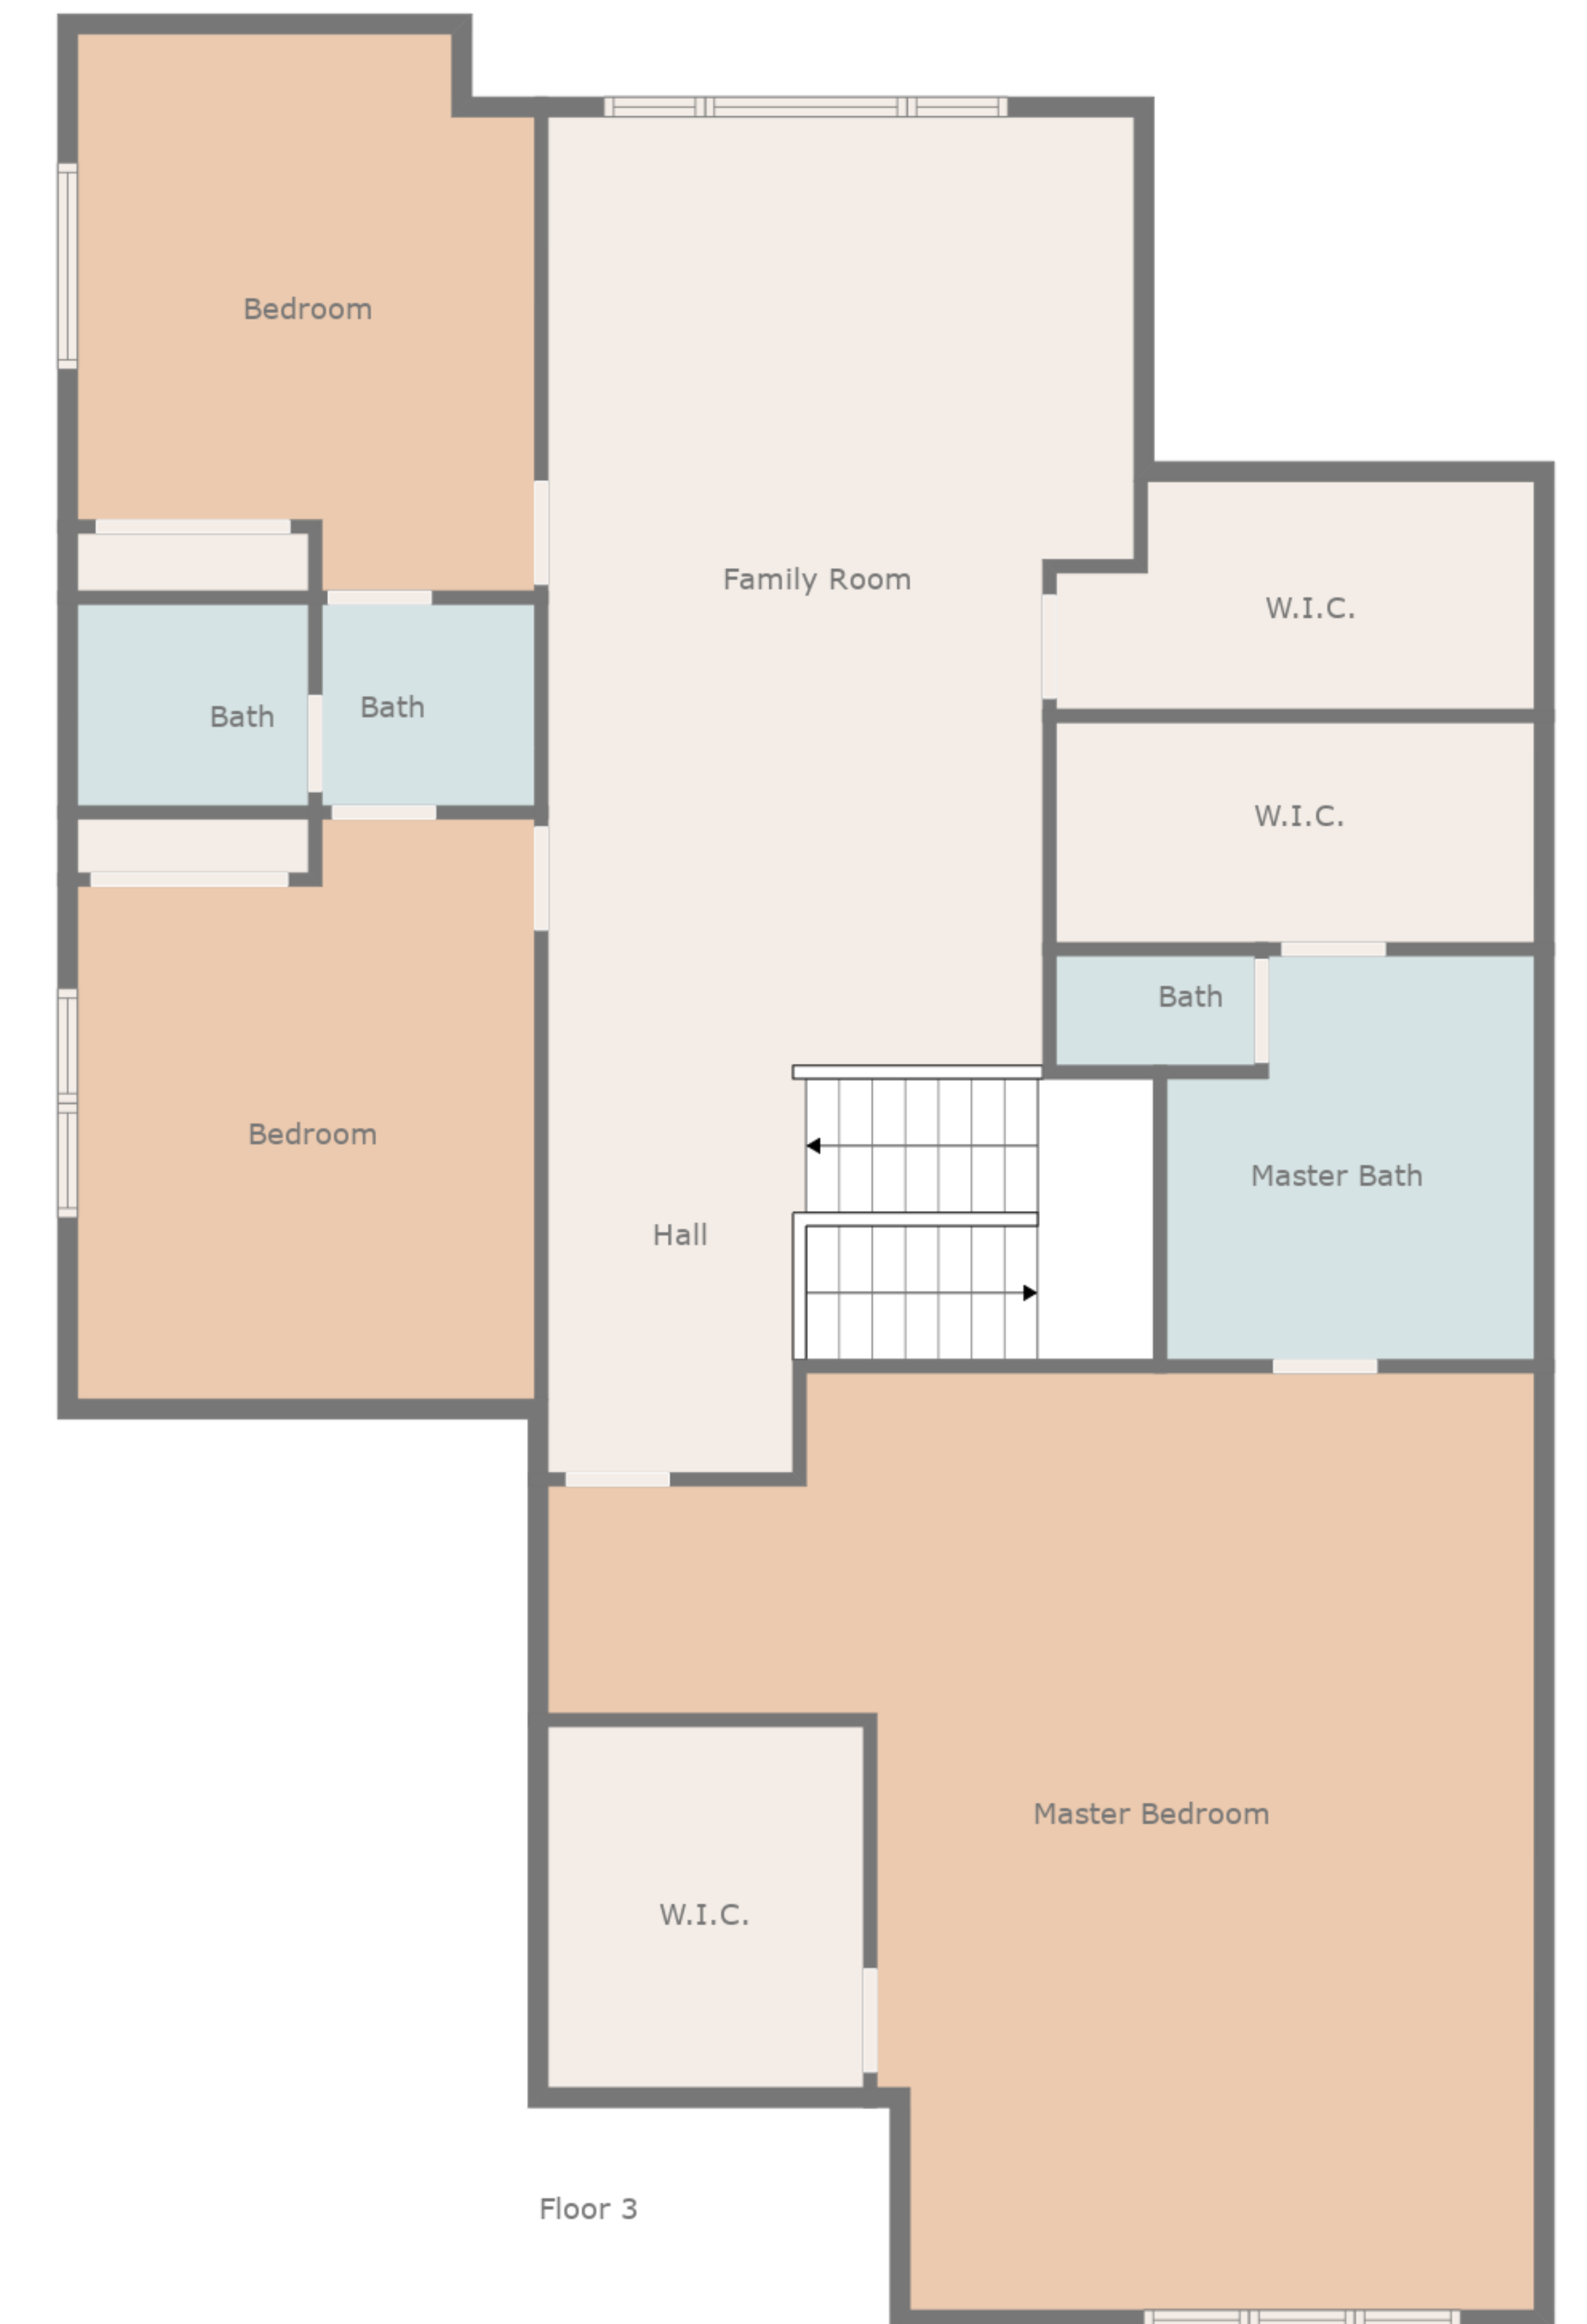 Bedroom
Family Room
W.I.C.
Bath
Bath
W.I.C.
Bath
Bedroom
Master Bath
Hall
Master Bedroom
W.I.C.
Floor 3